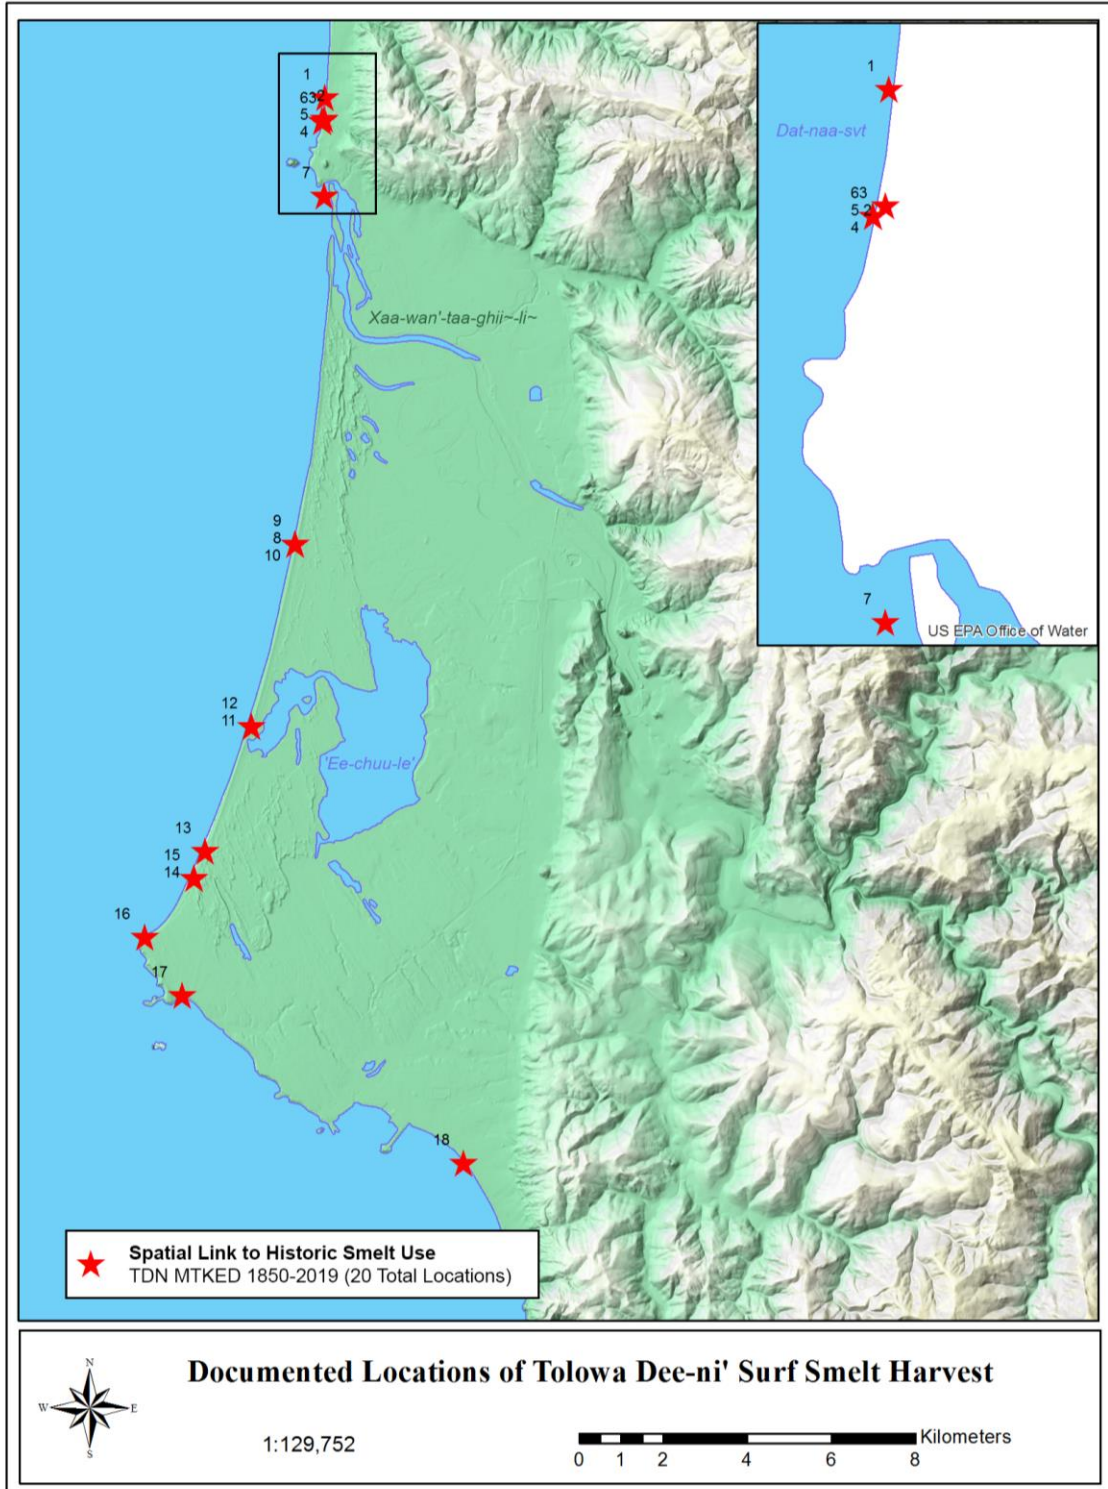 1
632
5
4
7
Xaa-wan'-taa-ghii~-li~
9
8
10
12
11
'Ee-chuu-le'
13
15
14
16
17
18
1
Dat-naa-svt
63
5 2
4
7
US EPA Office of Water
Spatial Link to Historic Smelt Use
TDN MTKED 1850-2019 (20 Total Locations)
Documented Locations of Tolowa Dee-ni' Surf Smelt Harvest
N
W E
S
1:129,752
Kilometers
0 1 2 4 6 8